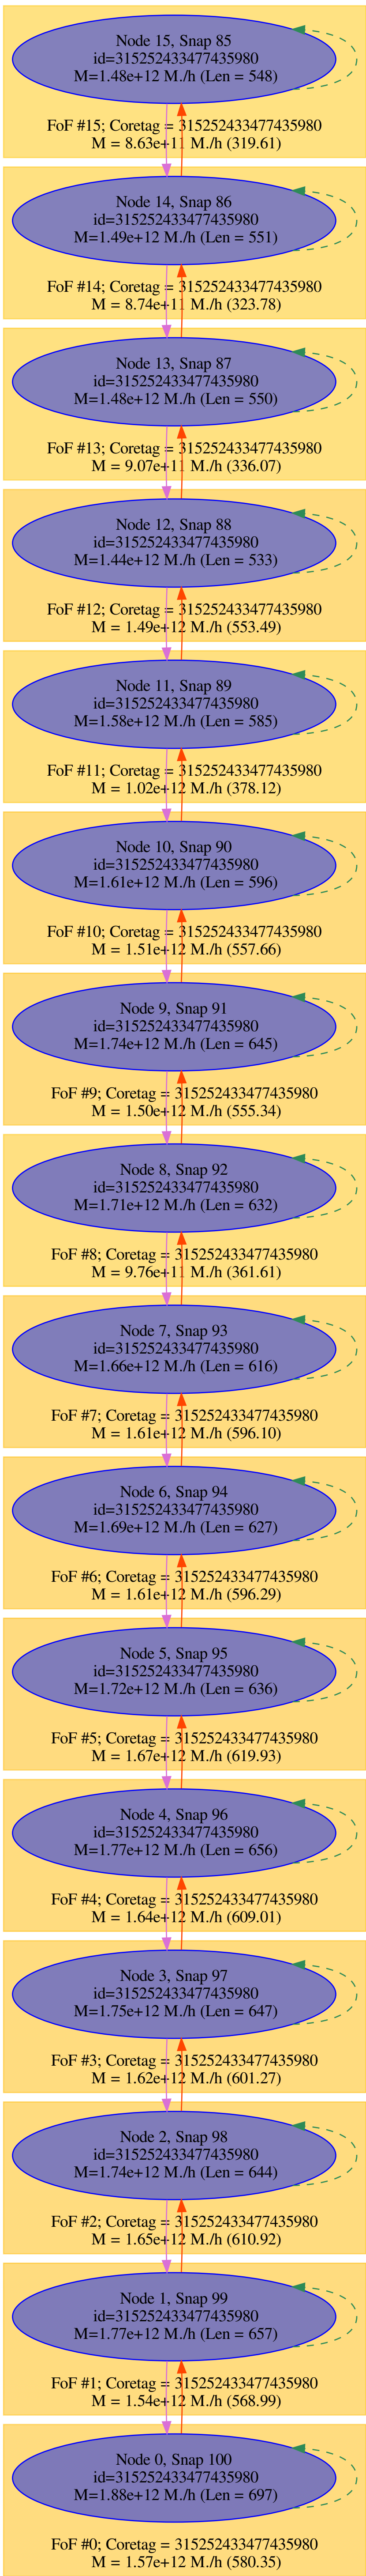 Node 15, Snap 85
id=315252433477435980
M=1.48e+12 M./h (Len = 548)
FoF #15; Coretag = 315252433477435980
M = 8.63e+11 M./h (319.61)
Node 14, Snap 86
id=315252433477435980
M=1.49e+12 M./h (Len = 551)
FoF #14; Coretag = 315252433477435980
M = 8.74e+11 M./h (323.78)
Node 13, Snap 87
id=315252433477435980
M=1.48e+12 M./h (Len = 550)
FoF #13; Coretag = 315252433477435980
M = 9.07e+11 M./h (336.07)
Node 12, Snap 88
id=315252433477435980
M=1.44e+12 M./h (Len = 533)
FoF #12; Coretag = 315252433477435980
M = 1.49e+12 M./h (553.49)
Node 11, Snap 89
id=315252433477435980
M=1.58e+12 M./h (Len = 585)
FoF #11; Coretag = 315252433477435980
M = 1.02e+12 M./h (378.12)
Node 10, Snap 90
id=315252433477435980
M=1.61e+12 M./h (Len = 596)
FoF #10; Coretag = 315252433477435980
M = 1.51e+12 M./h (557.66)
Node 9, Snap 91
id=315252433477435980
M=1.74e+12 M./h (Len = 645)
FoF #9; Coretag = 315252433477435980
M = 1.50e+12 M./h (555.34)
Node 8, Snap 92
id=315252433477435980
M=1.71e+12 M./h (Len = 632)
FoF #8; Coretag = 315252433477435980
M = 9.76e+11 M./h (361.61)
Node 7, Snap 93
id=315252433477435980
M=1.66e+12 M./h (Len = 616)
FoF #7; Coretag = 315252433477435980
M = 1.61e+12 M./h (596.10)
Node 6, Snap 94
id=315252433477435980
M=1.69e+12 M./h (Len = 627)
FoF #6; Coretag = 315252433477435980
M = 1.61e+12 M./h (596.29)
Node 5, Snap 95
id=315252433477435980
M=1.72e+12 M./h (Len = 636)
FoF #5; Coretag = 315252433477435980
M = 1.67e+12 M./h (619.93)
Node 4, Snap 96
id=315252433477435980
M=1.77e+12 M./h (Len = 656)
FoF #4; Coretag = 315252433477435980
M = 1.64e+12 M./h (609.01)
Node 3, Snap 97
id=315252433477435980
M=1.75e+12 M./h (Len = 647)
FoF #3; Coretag = 315252433477435980
M = 1.62e+12 M./h (601.27)
Node 2, Snap 98
id=315252433477435980
M=1.74e+12 M./h (Len = 644)
FoF #2; Coretag = 315252433477435980
M = 1.65e+12 M./h (610.92)
Node 1, Snap 99
id=315252433477435980
M=1.77e+12 M./h (Len = 657)
FoF #1; Coretag = 315252433477435980
M = 1.54e+12 M./h (568.99)
Node 0, Snap 100
id=315252433477435980
M=1.88e+12 M./h (Len = 697)
FoF #0; Coretag = 315252433477435980
M = 1.57e+12 M./h (580.35)